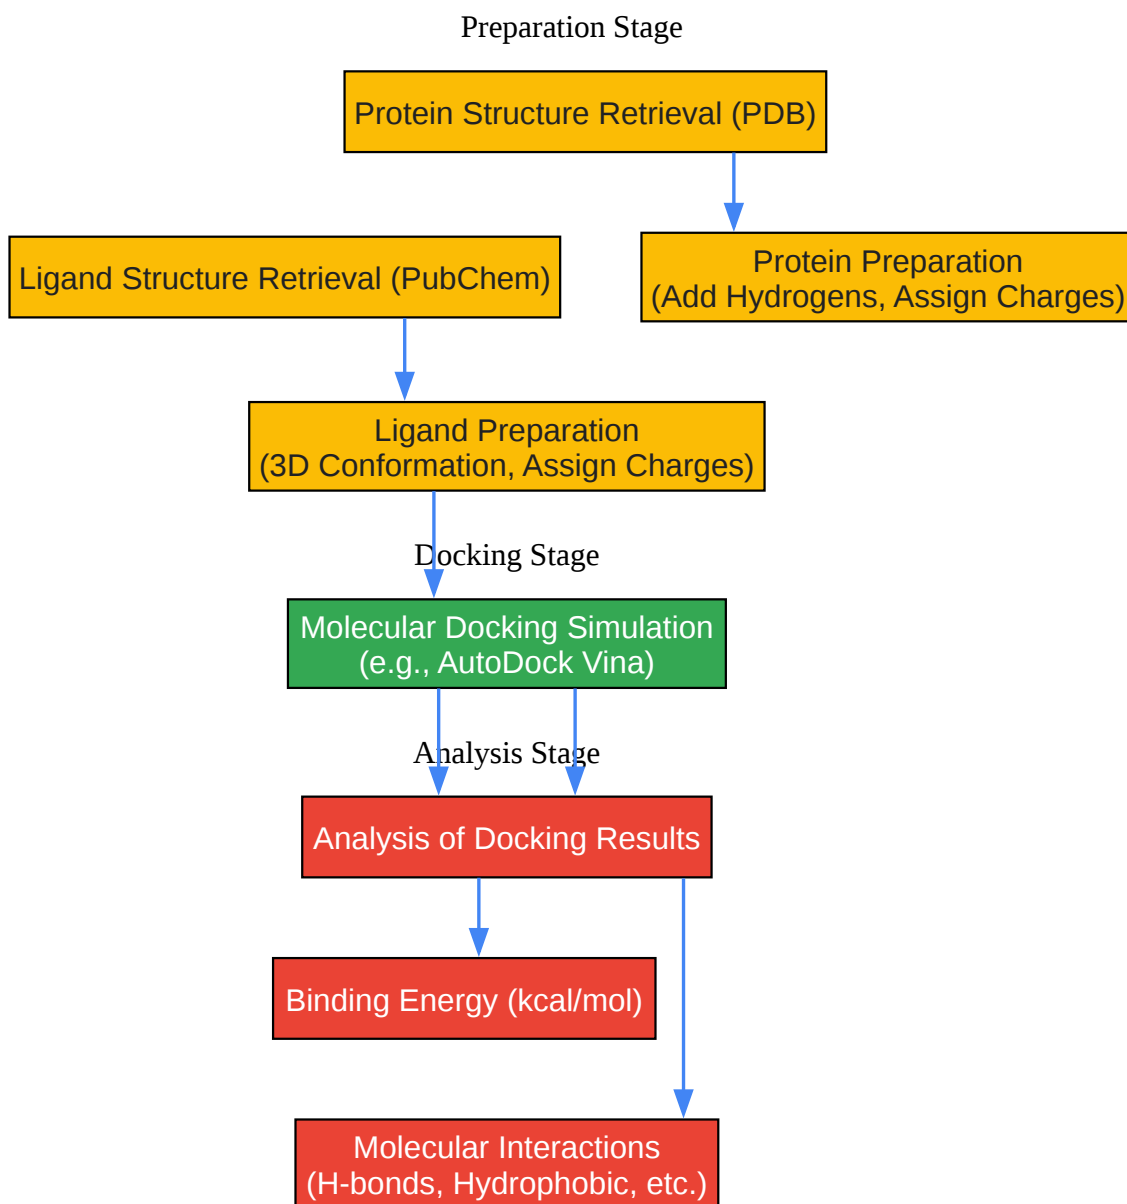 Preparation Stage
Protein Structure Retrieval (PDB)
Ligand Structure Retrieval (PubChem)
Protein Preparation
(Add Hydrogens, Assign Charges)
Ligand Preparation
(3D Conformation, Assign Charges)
Docking Stage
Molecular Docking Simulation
(e.g., AutoDock Vina)
Analysis Stage
Analysis of Docking Results
Binding Energy (kcal/mol)
Molecular Interactions
(H-bonds, Hydrophobic, etc.)